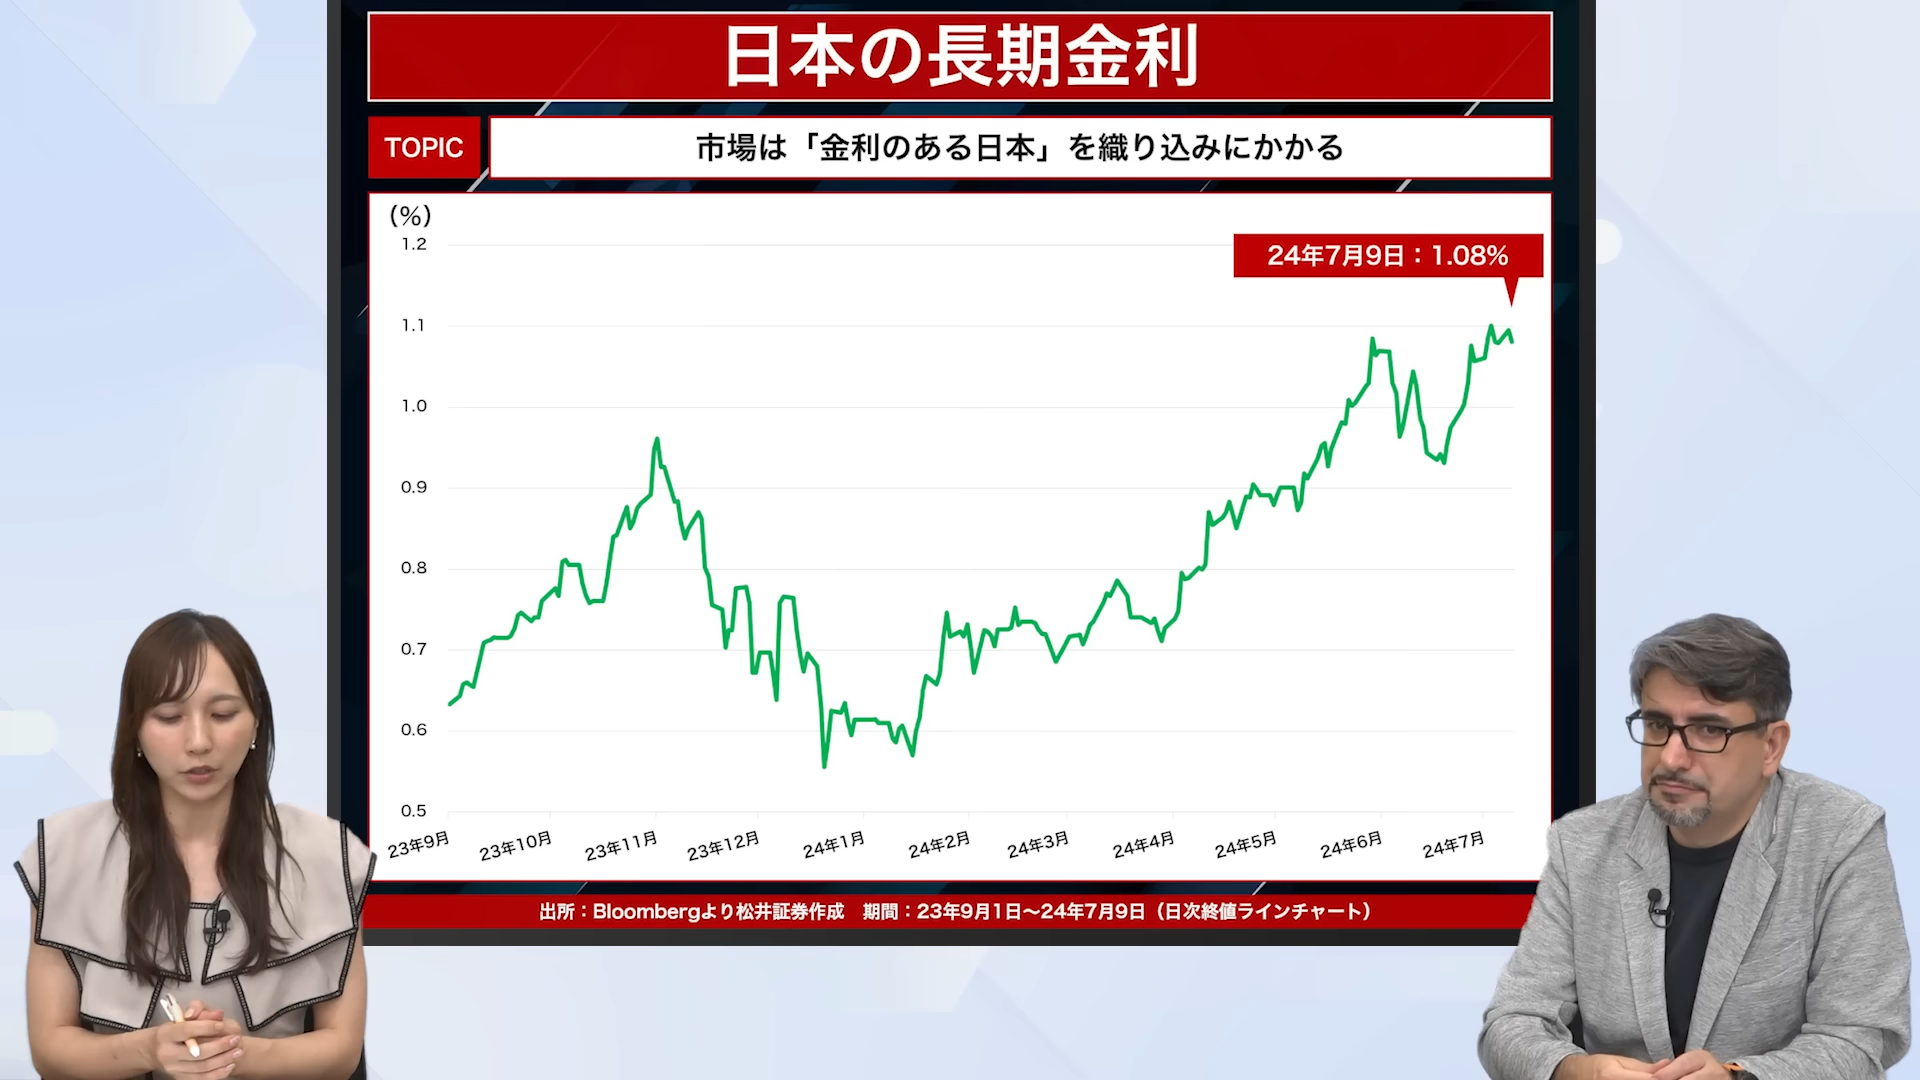 日本の長期金利
TOPIC
市場は「金利のある日本」を織り込みにかかる
(%)
24年7月9日：1.08%
1.2
1.1
1.0
0.9
0.8
0.7
0.6
0.5
23年9月
23年10月
23年11月
23年12月
24年1月
24年2月
24年3月
24年4月
24年5月
24年6月
24年7月
出所：Bloombergより松井証券作成　期間：23年9月1日〜24年7月9日（日次終値ラインチャート）